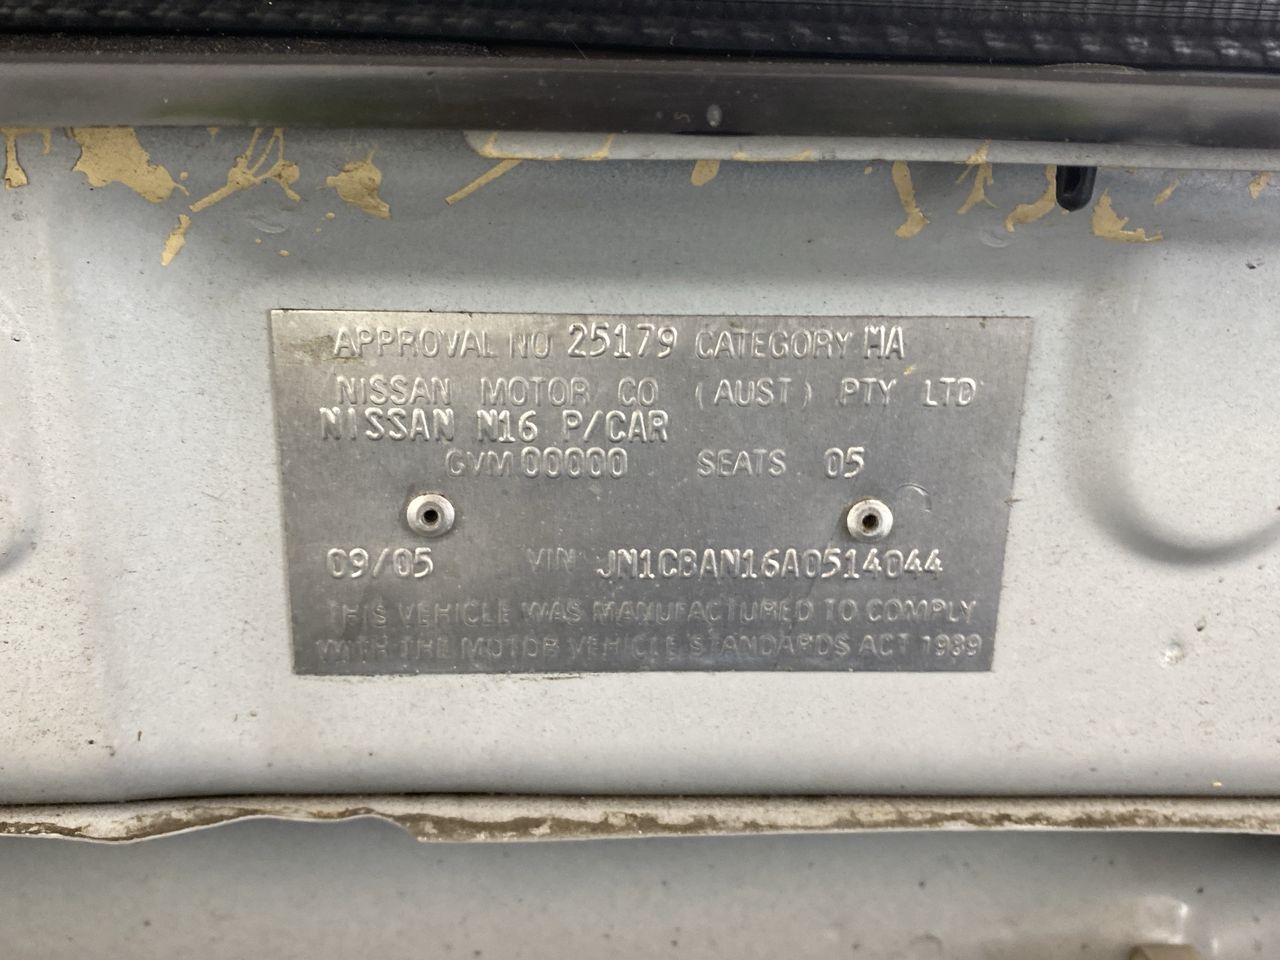 APPROVAL NO 25179 CATEGORY MA
NISSAN MOTOR CO (AUST) PTY LTD
NISSAN N16 P/CAR
GVM 00000 SEATS 05
09/05 VIN JN1CBAN16A0514044
THIS VEHICLE WAS MANUFACTURED TO COMPLY
WITH THE MOTOR VEHICLE STANDARDS ACT 1989